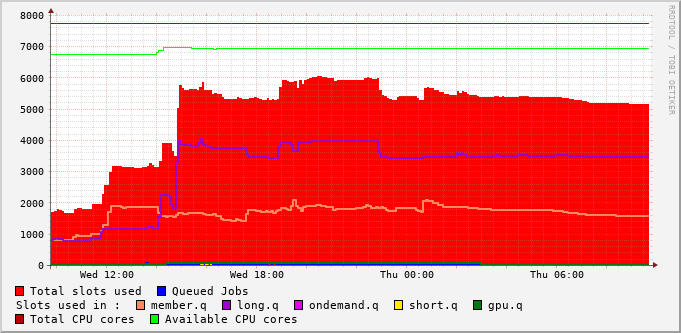 RRDTOOL / TOBI OETIKER
8000
7000
6000
5000
4000
3000
2000
1000
0
Wed 12:00 Wed 18:00 Thu 00:00 Thu 06:00
Total slots used Queued Jobs
Slots used in : member.q long.q ondemand.q short.q gpu.q
Total CPU cores Available CPU cores